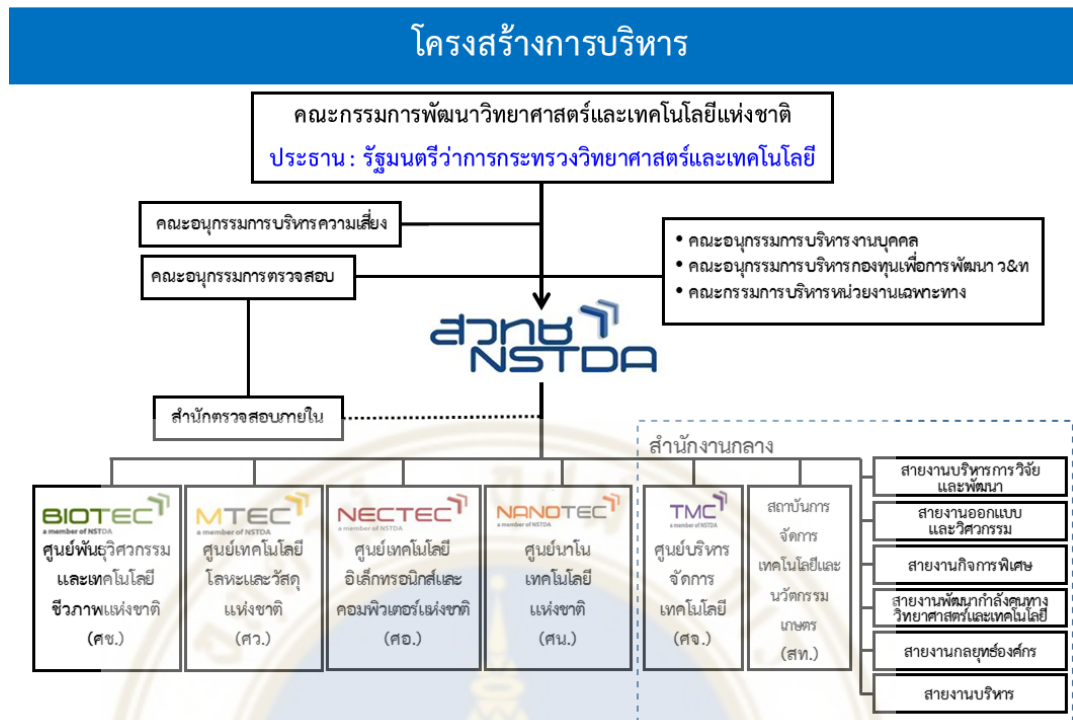 โครงสร้างการบริหาร
คณะกรรมการพัฒนาวิทยาศาสตร์และเทคโนโลยีแห่งชาติ
ประธาน : รัฐมนตรีว่าการกระทรวงวิทยาศาสตร์และเทคโนโลยี
คณะอนุกรรมการบริหารความเสี่ยง
คณะอนุกรรมการตรวจสอบ
• คณะอนุกรรมการบริหารงานบุคคล
• คณะอนุกรรมการบริหารกองทุนเพื่อการพัฒนา ว&ท
• คณะกรรมการบริหารหน่วยงานเฉพาะทาง
สวทช
NSTDA
สำนักตรวจสอบภายใน
สำนักงานกลาง
BIOTEC
a member of NSTDA
ศูนย์พันธุวิศวกรรม
และเทคโนโลยี
ชีวภาพแห่งชาติ
(ศช.)
MTEC
a member of NSTDA
ศูนย์เทคโนโลยี
โลหะและวัสดุ
แห่งชาติ
(ศว.)
NECTEC
a member of NSTDA
ศูนย์เทคโนโลยี
อิเล็กทรอนิกส์และ
คอมพิวเตอร์แห่งชาติ
(ศอ.)
NANOTEC
a member of NSTDA
ศูนย์นาโน
เทคโนโลยี
แห่งชาติ
(ศน.)
TMC
a member of NSTDA
ศูนย์บริหาร
จัดการ
เทคโนโลยี
(ศจ.)
สถาบันการ
จัดการ
เทคโนโลยีและ
นวัตกรรม
เกษตร
(สท.)
สายงานบริหารการวิจัย
และพัฒนา
สายงานออกแบบ
และวิศวกรรม
สายงานกิจการพิเศษ
สายงานพัฒนากำลังคนทาง
วิทยาศาสตร์และเทคโนโลยี
สายงานกลยุทธ์องค์กร
สายงานบริหาร